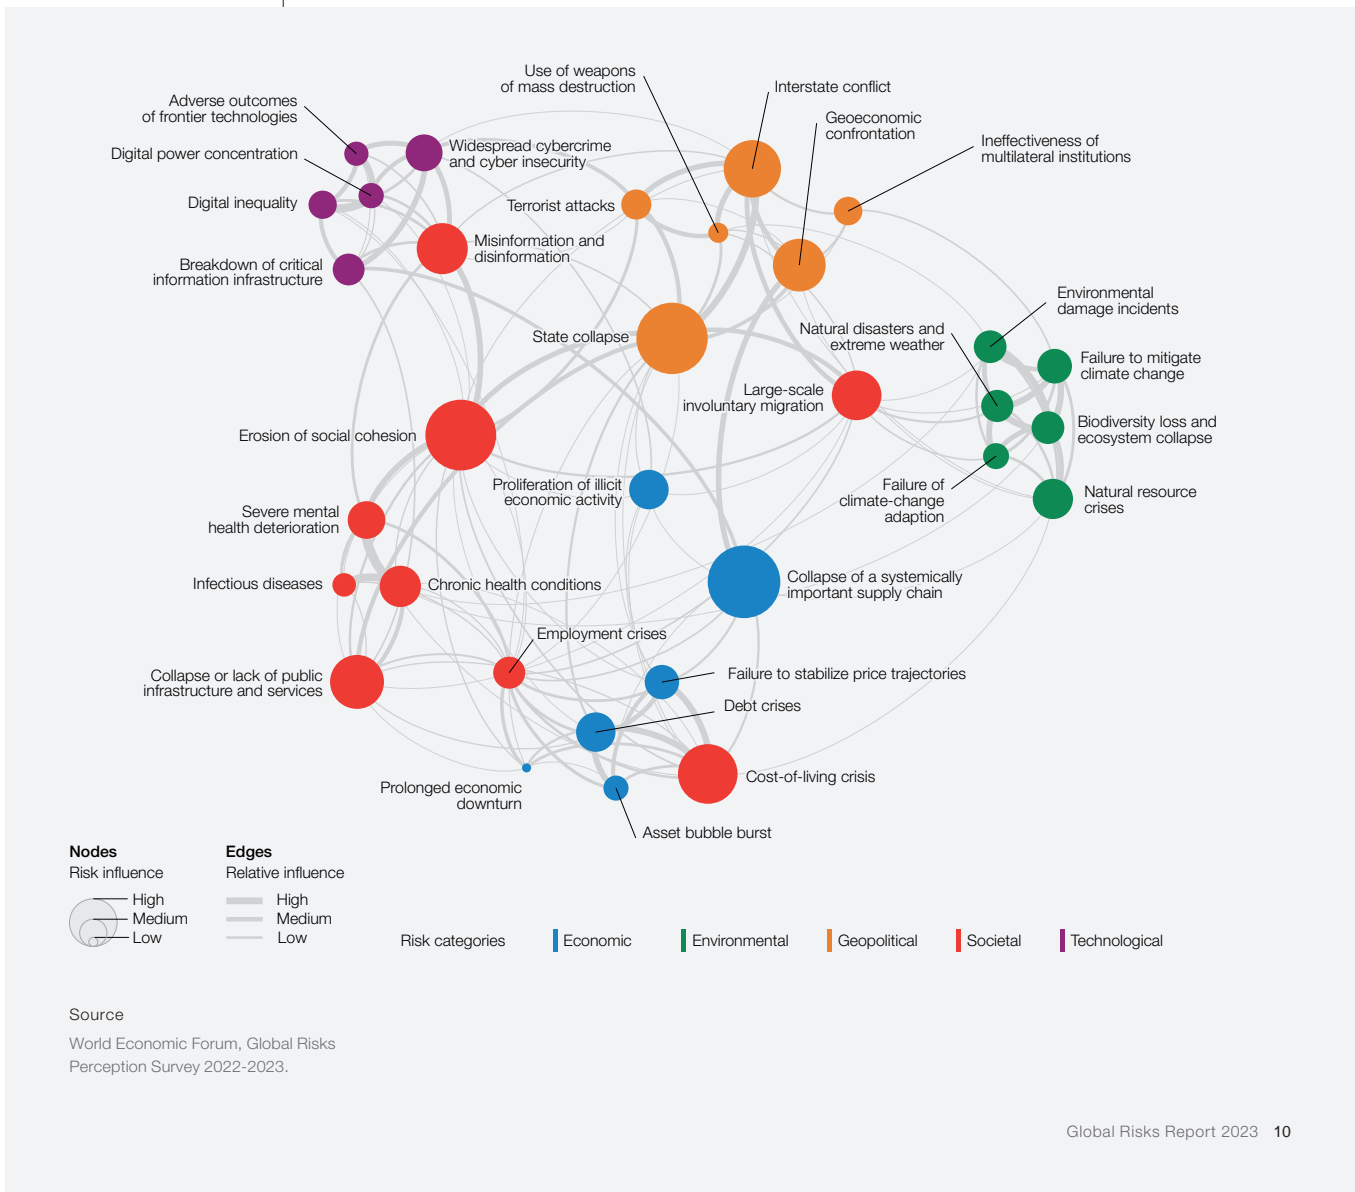 Use of weapons
of mass destruction
Interstate conflict
Adverse outcomes
of frontier technologies
Geoeconomic
confrontation
Ineffectiveness of
multilateral institutions
Digital power concentration
Widespread cybercrime
and cyber insecurity
Digital inequality
Terrorist attacks
Misinformation and
disinformation
Breakdown of critical
information infrastructure
Environmental
damage incidents
State collapse
Natural disasters and
extreme weather
Failure to mitigate
climate change
Large-scale
involuntary migration
Biodiversity loss and
ecosystem collapse
Erosion of social cohesion
Proliferation of illicit
economic activity
Failure of
climate-change
adaption
Natural resource
crises
Severe mental
health deterioration
Infectious diseases
Chronic health conditions
Collapse of a systemically
important supply chain
Employment crises
Collapse or lack of public
infrastructure and services
Failure to stabilize price trajectories
Debt crises
Prolonged economic
downturn
Cost-of-living crisis
Asset bubble burst
Nodes
Risk influence
High
Medium
Low
Edges
Relative influence
High
Medium
Low
Risk categories
Economic
Environmental
Geopolitical
Societal
Technological
Source
World Economic Forum, Global Risks
Perception Survey 2022-2023.
Global Risks Report 2023 10